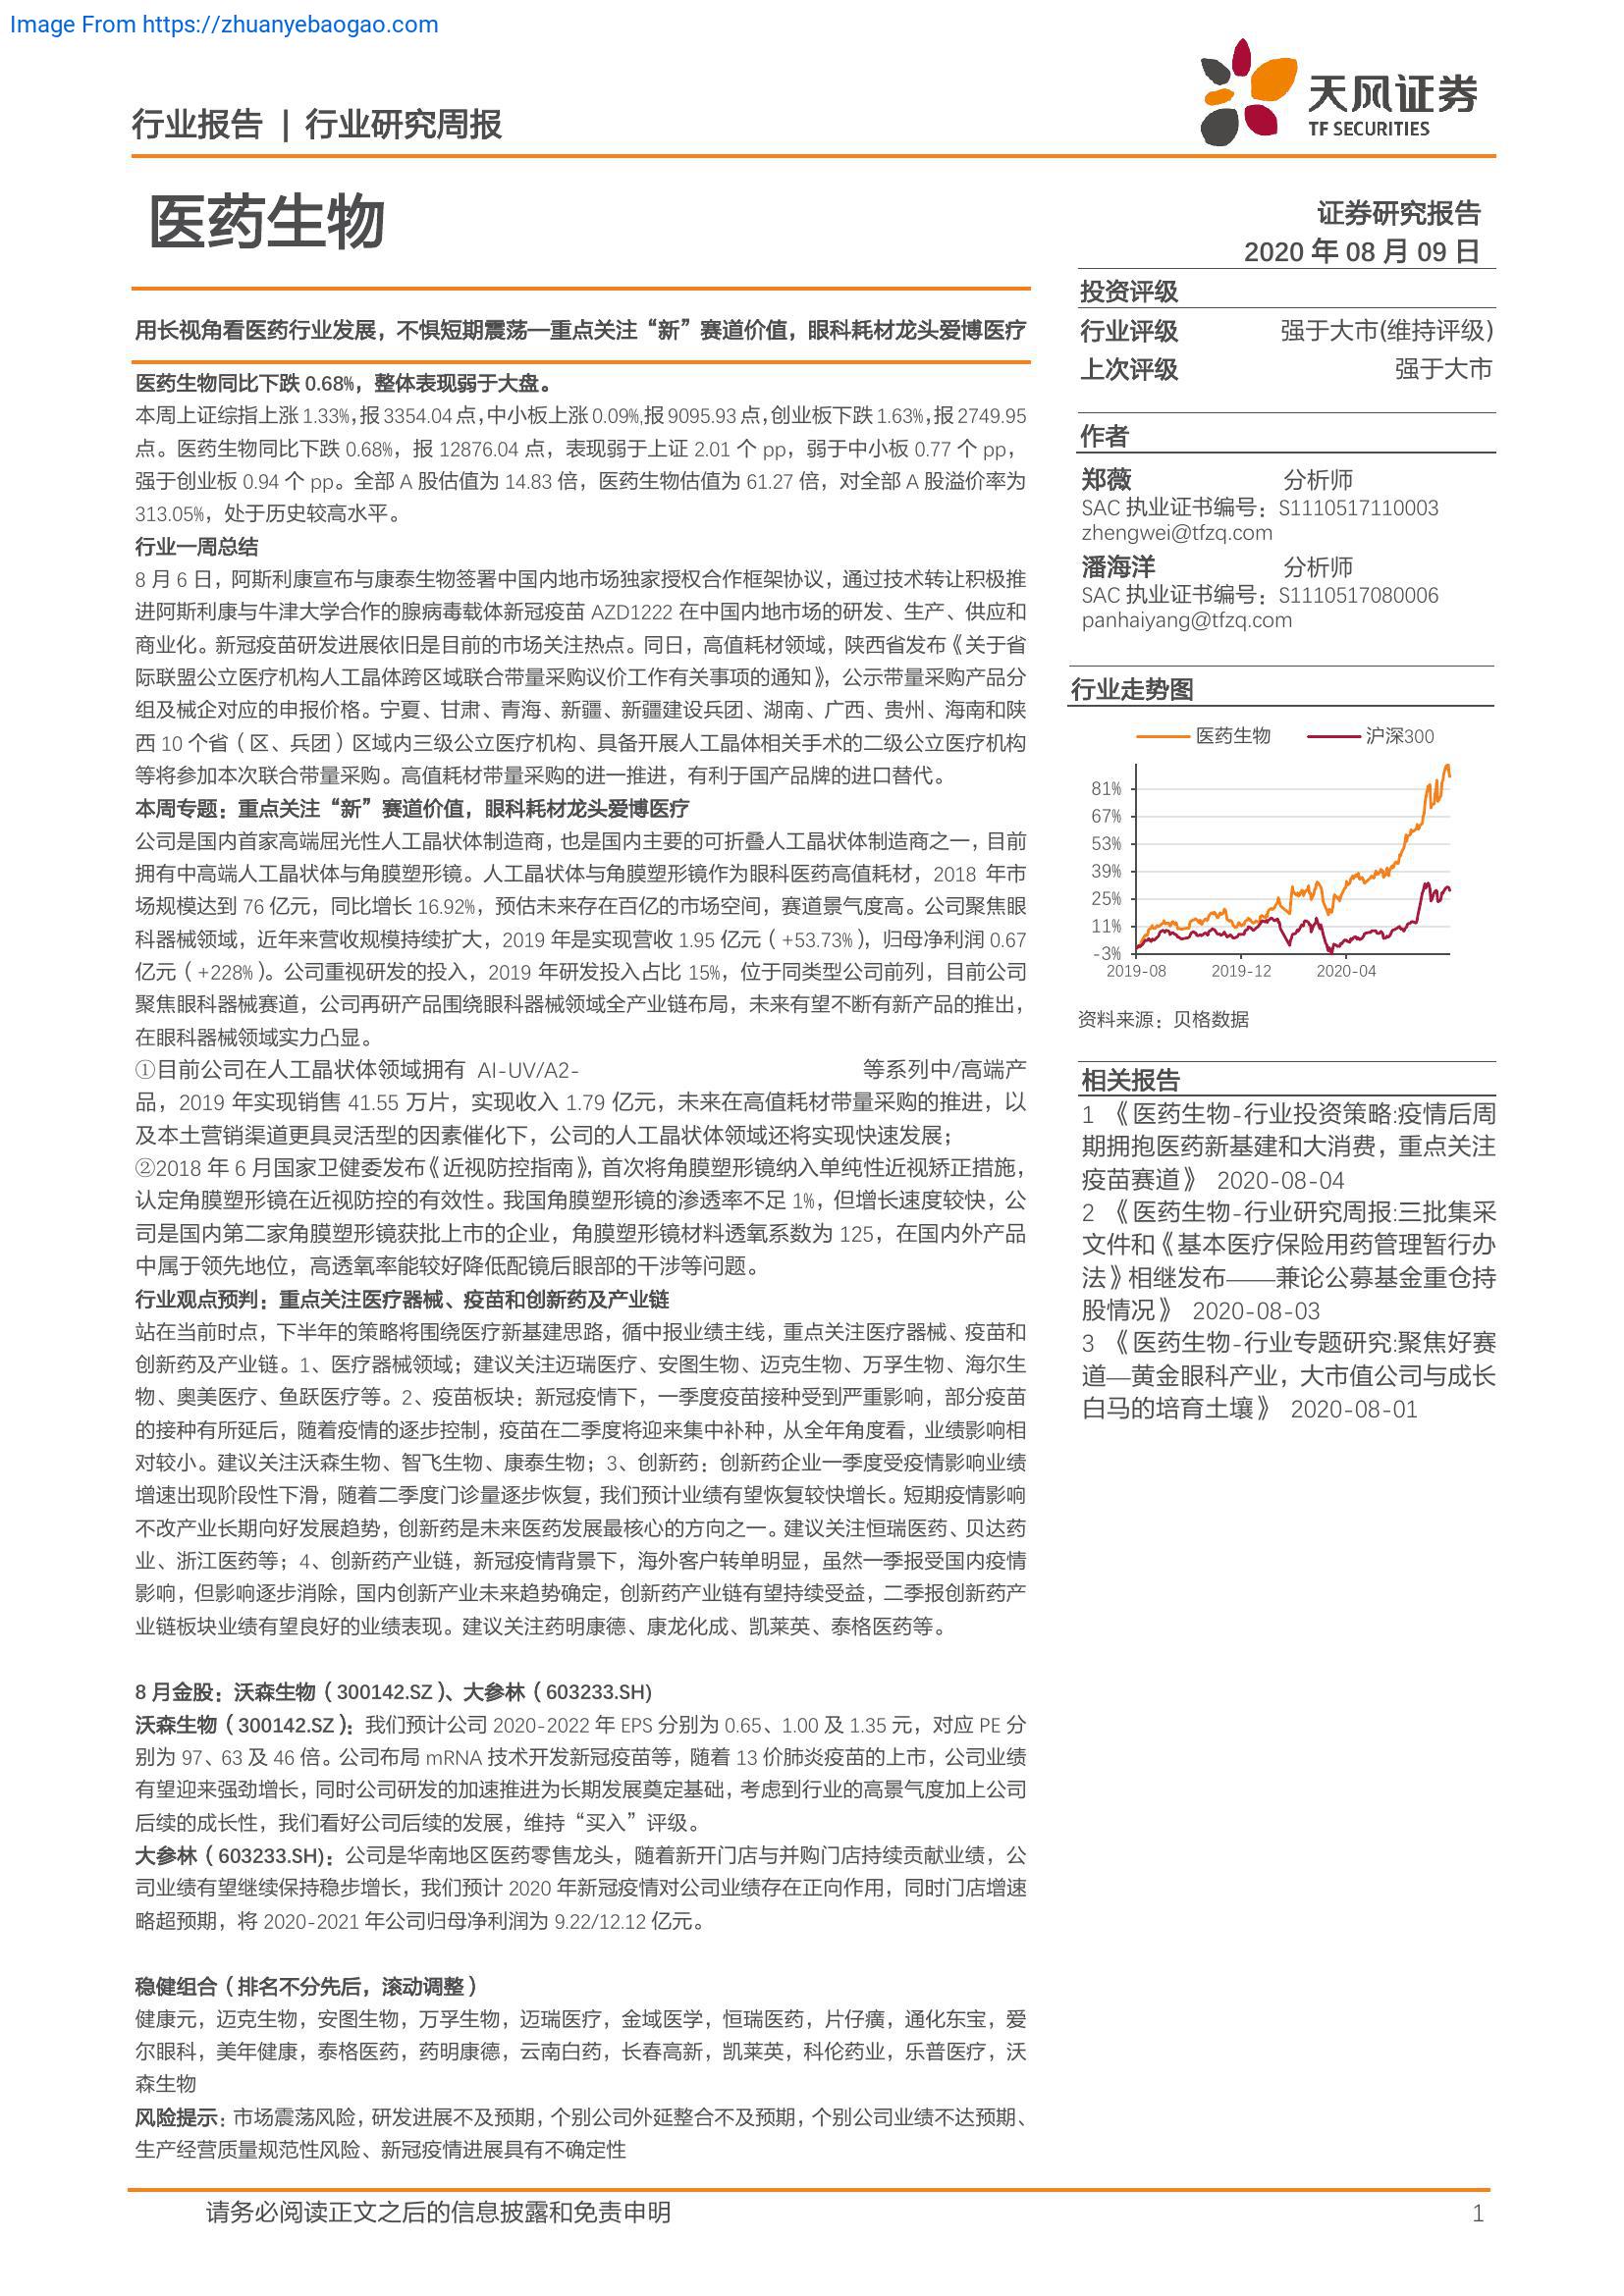 Image From https://zhuanyebaogao.com
行业报告 | 行业研究周报
天风证券
TF SECURITIES
医药生物
证券研究报告
2020 年 08 月 09 日
用长视角看医药行业发展，不惧短期震荡—重点关注“新”赛道价值，眼科耗材龙头爱博医疗
医药生物同比下跌 0.68%，整体表现弱于大盘。
本周上证综指上涨 1.33%，报 3354.04 点，中小板上涨 0.09%,报 9095.93 点，创业板下跌 1.63%，报 2749.95
点。医药生物同比下跌 0.68%，报 12876.04 点，表现弱于上证 2.01 个 pp，弱于中小板 0.77 个 pp，
强于创业板 0.94 个 pp。全部 A 股估值为 14.83 倍，医药生物估值为 61.27 倍，对全部 A 股溢价率为
313.05%，处于历史较高水平。
行业一周总结
8 月 6 日，阿斯利康宣布与康泰生物签署中国内地市场独家授权合作框架协议，通过技术转让积极推
进阿斯利康与牛津大学合作的腺病毒载体新冠疫苗 AZD1222 在中国内地市场的研发、生产、供应和
商业化。新冠疫苗研发进展依旧是目前的市场关注热点。同日，高值耗材领域，陕西省发布《关于省
际联盟公立医疗机构人工晶体跨区域联合带量采购议价工作有关事项的通知》，公示带量采购产品分
组及械企对应的申报价格。宁夏、甘肃、青海、新疆、新疆建设兵团、湖南、广西、贵州、海南和陕
西 10 个省（区、兵团）区域内三级公立医疗机构、具备开展人工晶体相关手术的二级公立医疗机构
等将参加本次联合带量采购。高值耗材带量采购的进一推进，有利于国产品牌的进口替代。
本周专题：重点关注“新”赛道价值，眼科耗材龙头爱博医疗
公司是国内首家高端屈光性人工晶状体制造商，也是国内主要的可折叠人工晶状体制造商之一，目前
拥有中高端人工晶状体与角膜塑形镜。人工晶状体与角膜塑形镜作为眼科医药高值耗材，2018 年市
场规模达到 76 亿元，同比增长 16.92%，预估未来存在百亿的市场空间，赛道景气度高。公司聚焦眼
科器械领域，近年来营收规模持续扩大，2019 年是实现营收 1.95 亿元（+53.73%），归母净利润 0.67
亿元（+228%）。公司重视研发的投入，2019 年研发投入占比 15%，位于同类型公司前列，目前公司
聚焦眼科器械赛道，公司再研产品围绕眼科器械领域全产业链布局，未来有望不断有新产品的推出，
在眼科器械领域实力凸显。
①目前公司在人工晶状体领域拥有 AI-UV/A2- 等系列中/高端产
品，2019 年实现销售 41.55 万片，实现收入 1.79 亿元，未来在高值耗材带量采购的推进，以
及本土营销渠道更具灵活型的因素催化下，公司的人工晶状体领域还将实现快速发展；
②2018 年 6 月国家卫健委发布《近视防控指南》，首次将角膜塑形镜纳入单纯性近视矫正措施，
认定角膜塑形镜在近视防控的有效性。我国角膜塑形镜的渗透率不足 1%，但增长速度较快，公
司是国内第二家角膜塑形镜获批上市的企业，角膜塑形镜材料透氧系数为 125，在国内外产品
中属于领先地位，高透氧率能较好降低配镜后眼部的干涉等问题。
行业观点预判：重点关注医疗器械、疫苗和创新药及产业链
站在当前时点，下半年的策略将围绕医疗新基建思路，循中报业绩主线，重点关注医疗器械、疫苗和
创新药及产业链。1、医疗器械领域；建议关注迈瑞医疗、安图生物、迈克生物、万孚生物、海尔生
物、奥美医疗、鱼跃医疗等。2、疫苗板块：新冠疫情下，一季度疫苗接种受到严重影响，部分疫苗
的接种有所延后，随着疫情的逐步控制，疫苗在二季度将迎来集中补种，从全年角度看，业绩影响相
对较小。建议关注沃森生物、智飞生物、康泰生物；3、创新药：创新药企业一季度受疫情影响业绩
增速出现阶段性下滑，随着二季度门诊量逐步恢复，我们预计业绩有望恢复较快增长。短期疫情影响
不改产业长期向好发展趋势，创新药是未来医药发展最核心的方向之一。建议关注恒瑞医药、贝达药
业、浙江医药等；4、创新药产业链，新冠疫情背景下，海外客户转单明显，虽然一季报受国内疫情
影响，但影响逐步消除，国内创新产业未来趋势确定，创新药产业链有望持续受益，二季报创新药产
业链板块业绩有望良好的业绩表现。建议关注药明康德、康龙化成、凯莱英、泰格医药等。
8 月金股：沃森生物（300142.SZ）、大参林（603233.SH)
沃森生物（300142.SZ）：我们预计公司 2020-2022 年 EPS 分别为 0.65、1.00 及 1.35 元，对应 PE 分
别为 97、63 及 46 倍。公司布局 mRNA 技术开发新冠疫苗等，随着 13 价肺炎疫苗的上市，公司业绩
有望迎来强劲增长，同时公司研发的加速推进为长期发展奠定基础，考虑到行业的高景气度加上公司
后续的成长性，我们看好公司后续的发展，维持“买入”评级。
大参林（603233.SH)：公司是华南地区医药零售龙头，随着新开门店与并购门店持续贡献业绩，公
司业绩有望继续保持稳步增长，我们预计 2020 年新冠疫情对公司业绩存在正向作用，同时门店增速
略超预期，将 2020-2021 年公司归母净利润为 9.22/12.12 亿元。
稳健组合（排名不分先后，滚动调整）
健康元，迈克生物，安图生物，万孚生物，迈瑞医疗，金域医学，恒瑞医药，片仔癀，通化东宝，爱
尔眼科，美年健康，泰格医药，药明康德，云南白药，长春高新，凯莱英，科伦药业，乐普医疗，沃
森生物
风险提示：市场震荡风险，研发进展不及预期，个别公司外延整合不及预期，个别公司业绩不达预期、
生产经营质量规范性风险、新冠疫情进展具有不确定性
投资评级
行业评级 强于大市(维持评级)
上次评级 强于大市
作者
郑薇 分析师
SAC 执业证书编号：S1110517110003
zhengwei@tfzq.com
潘海洋 分析师
SAC 执业证书编号：S1110517080006
panhaiyang@tfzq.com
行业走势图
医药生物 沪深300
81%
67%
53%
39%
25%
11%
-3%
2019-08 2019-12 2020-04
资料来源：贝格数据
相关报告
1 《医药生物-行业投资策略:疫情后周
期拥抱医药新基建和大消费，重点关注
疫苗赛道》 2020-08-04
2 《医药生物-行业研究周报:三批集采
文件和《基本医疗保险用药管理暂行办
法》相继发布——兼论公募基金重仓持
股情况》 2020-08-03
3 《医药生物-行业专题研究:聚焦好赛
道—黄金眼科产业，大市值公司与成长
白马的培育土壤》 2020-08-01
请务必阅读正文之后的信息披露和免责申明 1